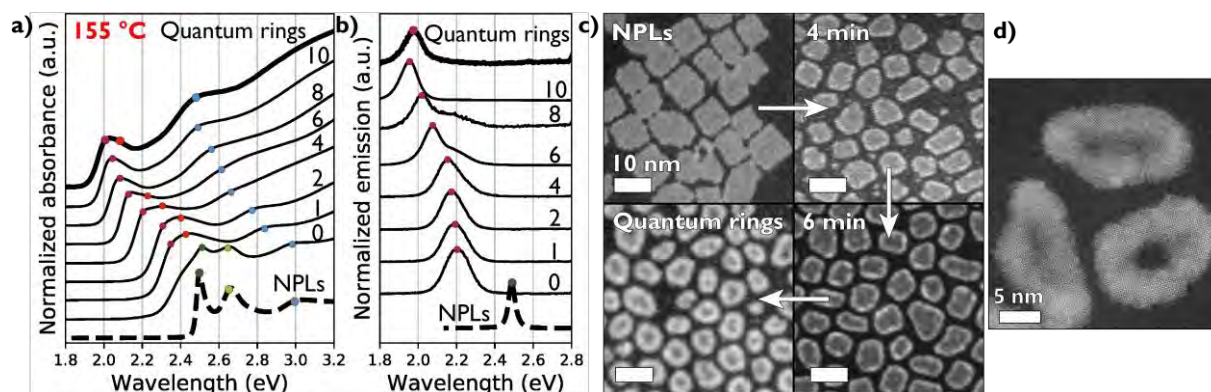 a)
155 °C Quantum rings
10
8
6
4
2
1
0
NPLs
Normalized absorbance (a.u.)
1.8 2.0 2.2 2.4 2.6 2.8 3.0 3.2
Wavelength (eV)
b)
Quantum rings
10
8
6
4
2
1
0
NPLs
Normalized emission (a.u.)
1.8 2.0 2.2 2.4 2.6 2.8
Wavelength (eV)
c)
NPLs
10 nm
4 min
Quantum rings
6 min
d)
5 nm